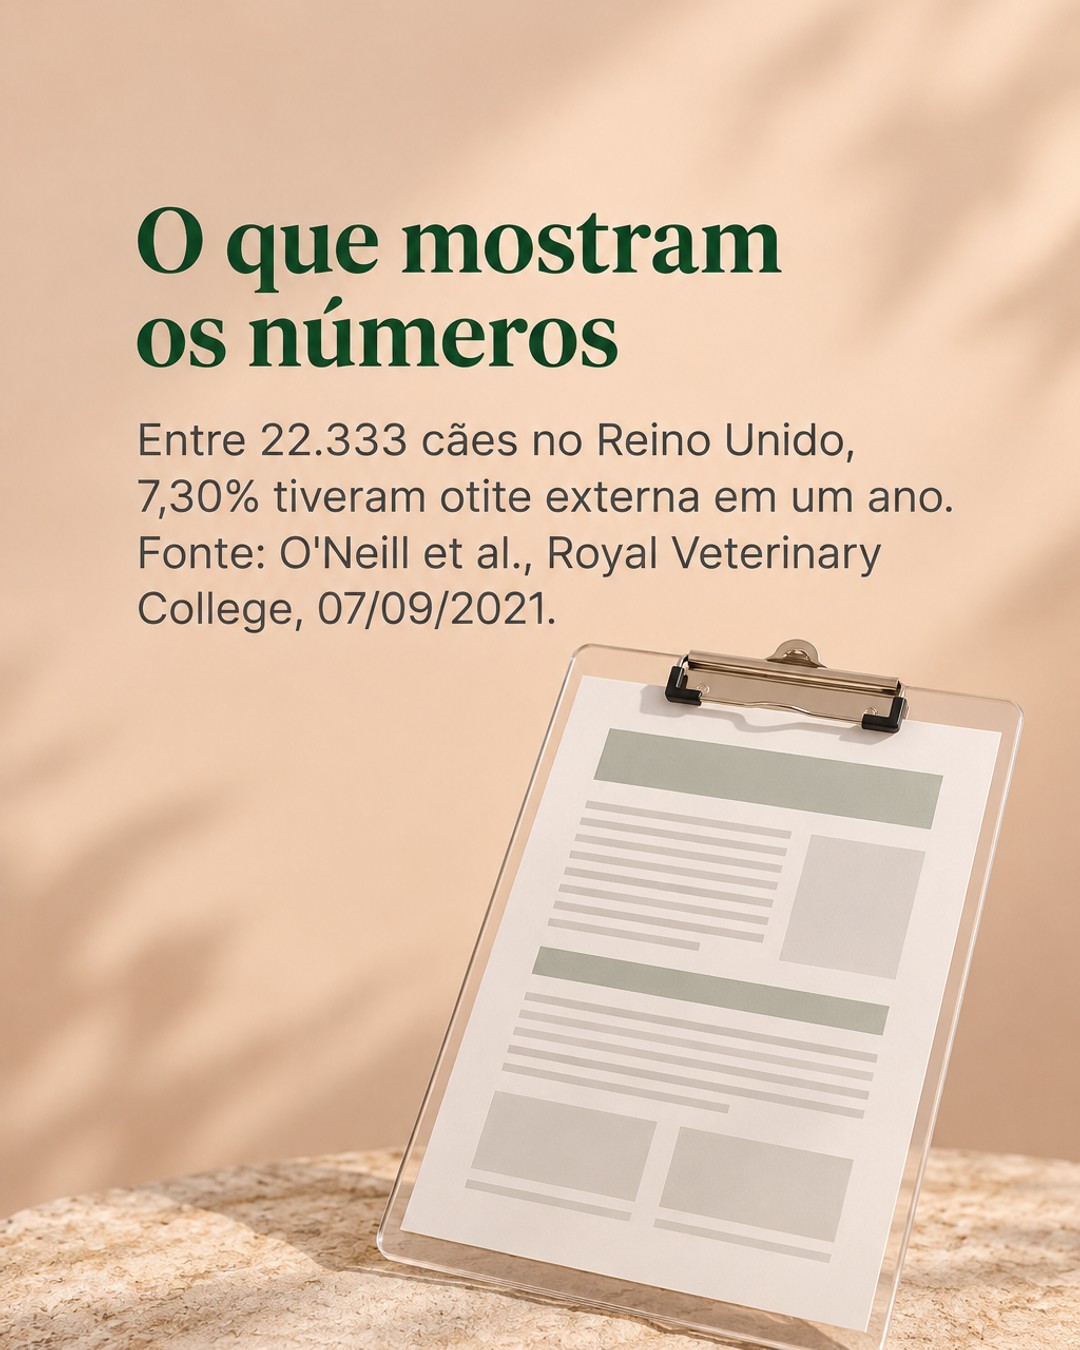 O que mostram
os números
Entre 22.333 cães no Reino Unido,
7,30% tiveram otite externa em um ano.
Fonte: O'Neill et al., Royal Veterinary
College, 07/09/2021.